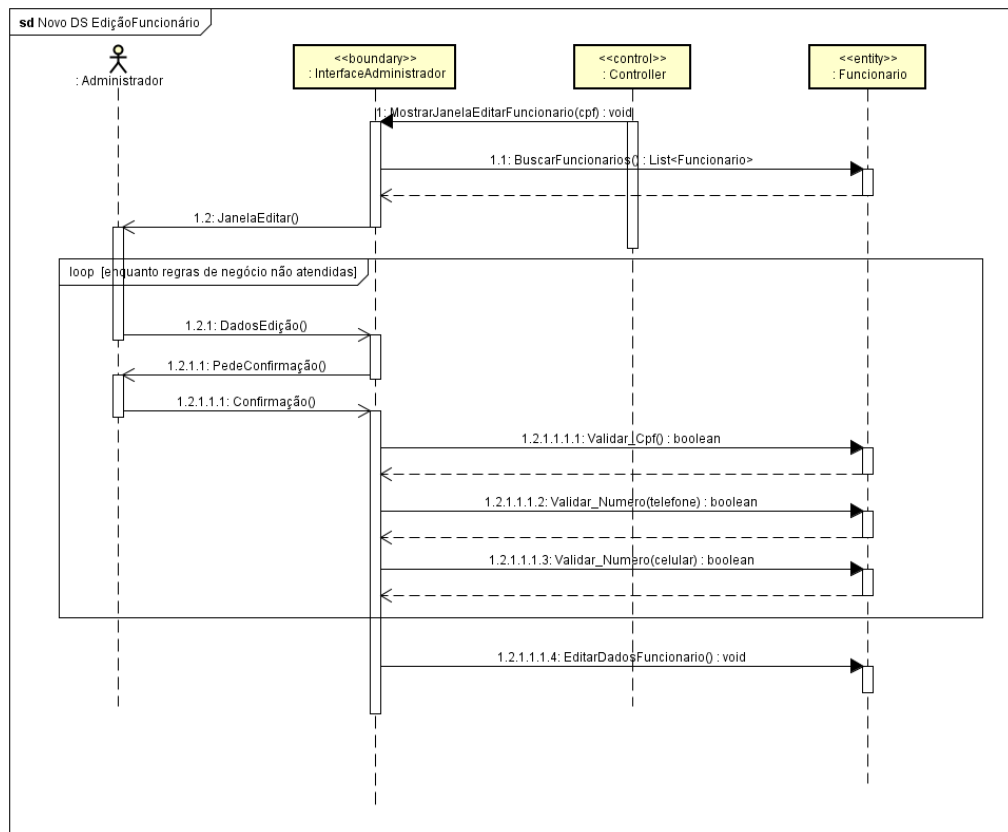 sd Novo DS EdiçãoFuncionário
: Administrador
<<boundary>>
: InterfaceAdministrador
<<control>>
: Controller
<<entity>>
: Funcionario
1: MostrarJanelaEditarFuncionario(cpf) : void
1.1: BuscarFuncionarios() : List<Funcionario>
1.2: JanelaEditar()
loop [enquanto regras de negócio não atendidas]
1.2.1: DadosEdição()
1.2.1.1: PedeConfirmação()
1.2.1.1.1: Confirmação()
1.2.1.1.1.1: Validar_Cpf() : boolean
1.2.1.1.1.2: Validar_Numero(telefone) : boolean
1.2.1.1.1.3: Validar_Numero(celular) : boolean
1.2.1.1.1.4: EditarDadosFuncionario() : void